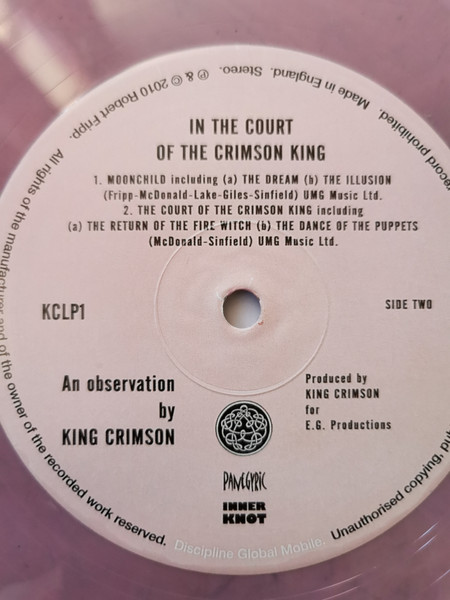 IN THE COURT
OF THE CRIMSON KING
1. MOONCHILD including (a) THE DREAM (b) THE ILLUSION
(Fripp-McDonald-Lake-Giles-Sinfield) UMG Music Ltd.
2. THE COURT OF THE CRIMSON KING including
(a) THE RETURN OF THE FIRE WITCH (b) THE DANCE OF THE PUPPETS
(McDonald-Sinfield) UMG Music Ltd.
KCLP1
SIDE TWO
An observation
by
KING CRIMSON
Produced by
KING CRIMSON
for
E.G. Productions
PANEGYRIC
INNER
KNOT
Made in England. Stereo. ℗ & © 2010 Robert Fripp. All rights of the manufacturer and of the owner of the recorded work reserved. Discipline Global Mobile. Unauthorised copying, record prohibited.